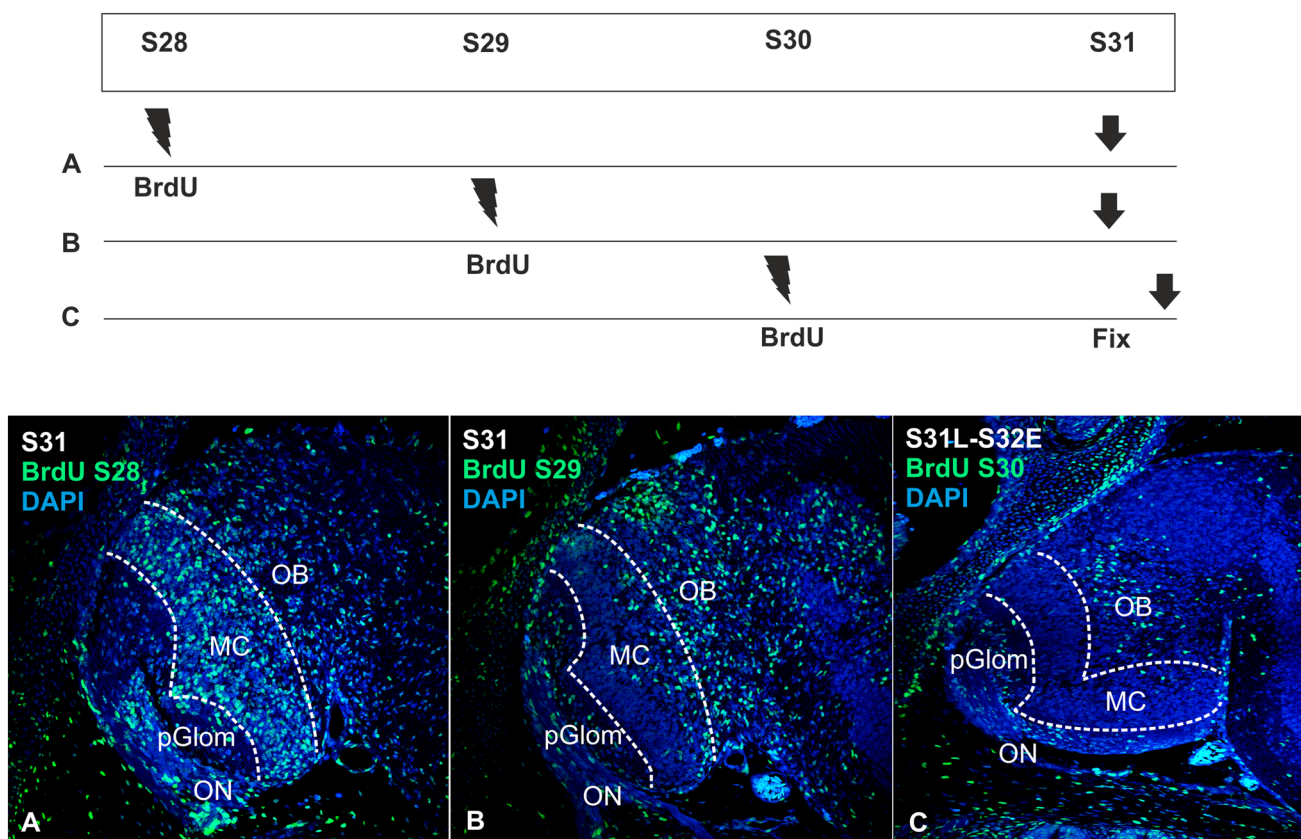 S28 S29 S30 S31
A
BrdU
B
BrdU
C
BrdU Fix
S31
BrdU S28
DAPI
OB
MC
pGlom
ON
A
S31
BrdU S29
DAPI
OB
MC
pGlom
ON
B
S31L-S32E
BrdU S30
DAPI
OB
pGlom
MC
ON
C